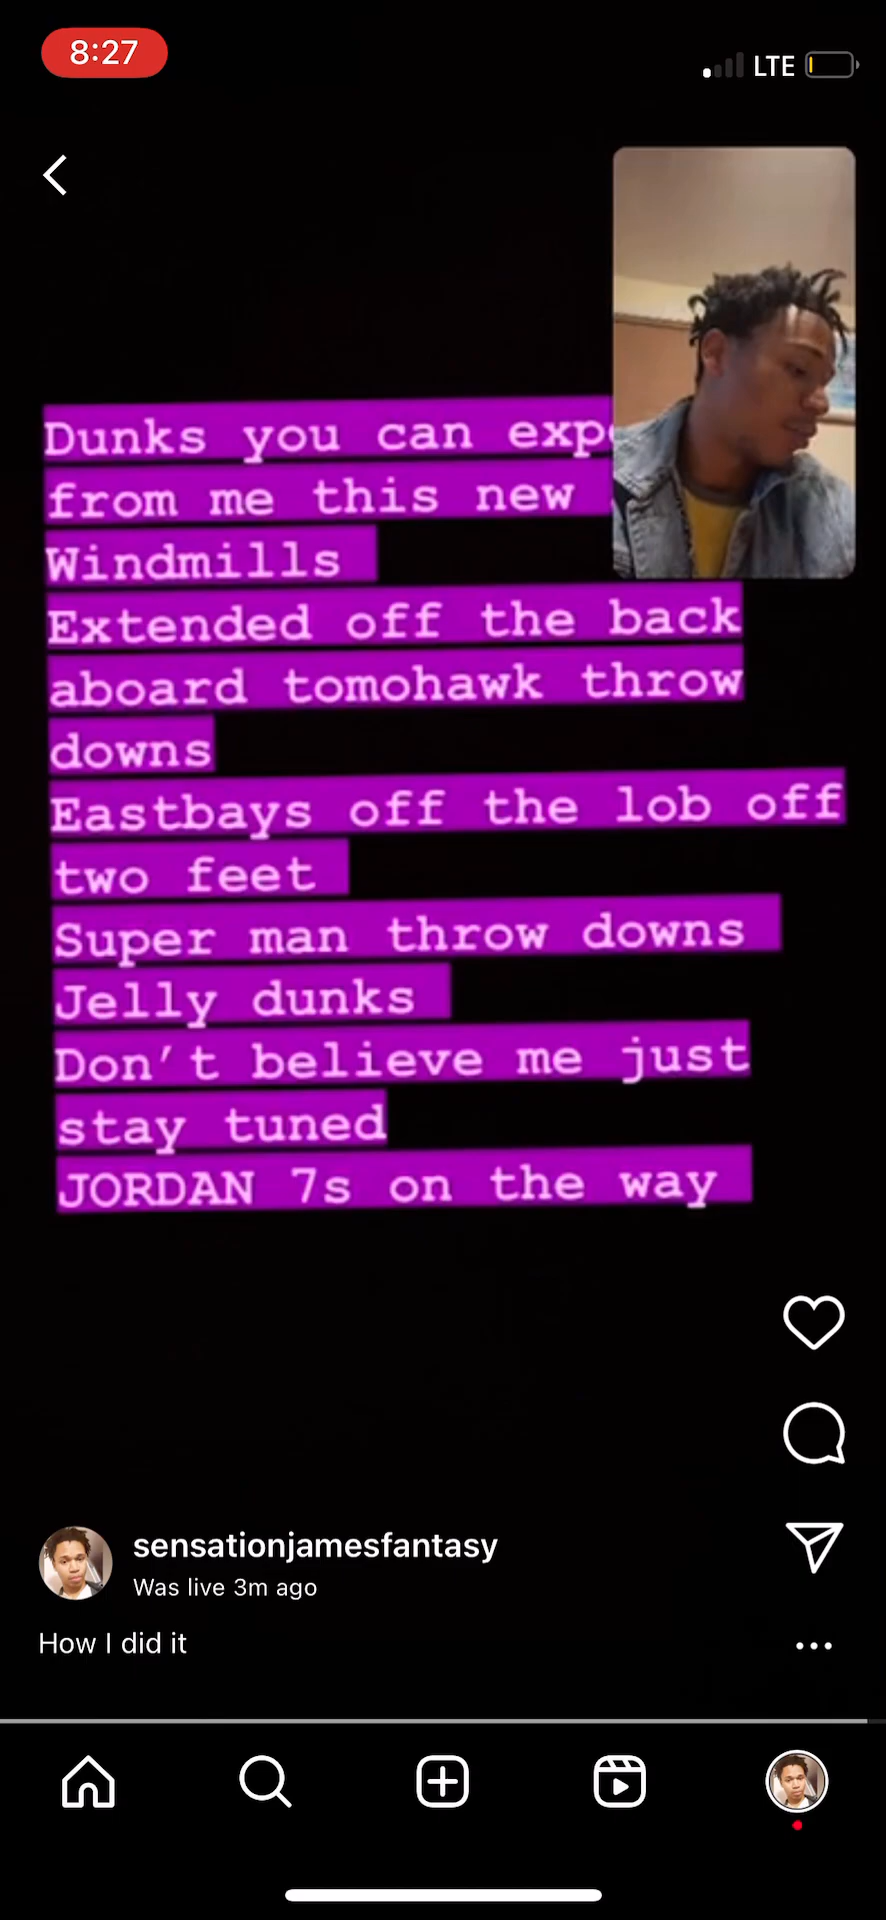 8:27
LTE
Dunks you can
from me this new
Windmills
Extended off the back
aboard tomohawk throw
downs
Eastbays off the lob off
two feet
Super man throw downs
Jelly dunks
Don't believe me just
stay tuned
JORDAN 7s on the way
sensationjamesfantasy
Was live 3m ago
How I did it